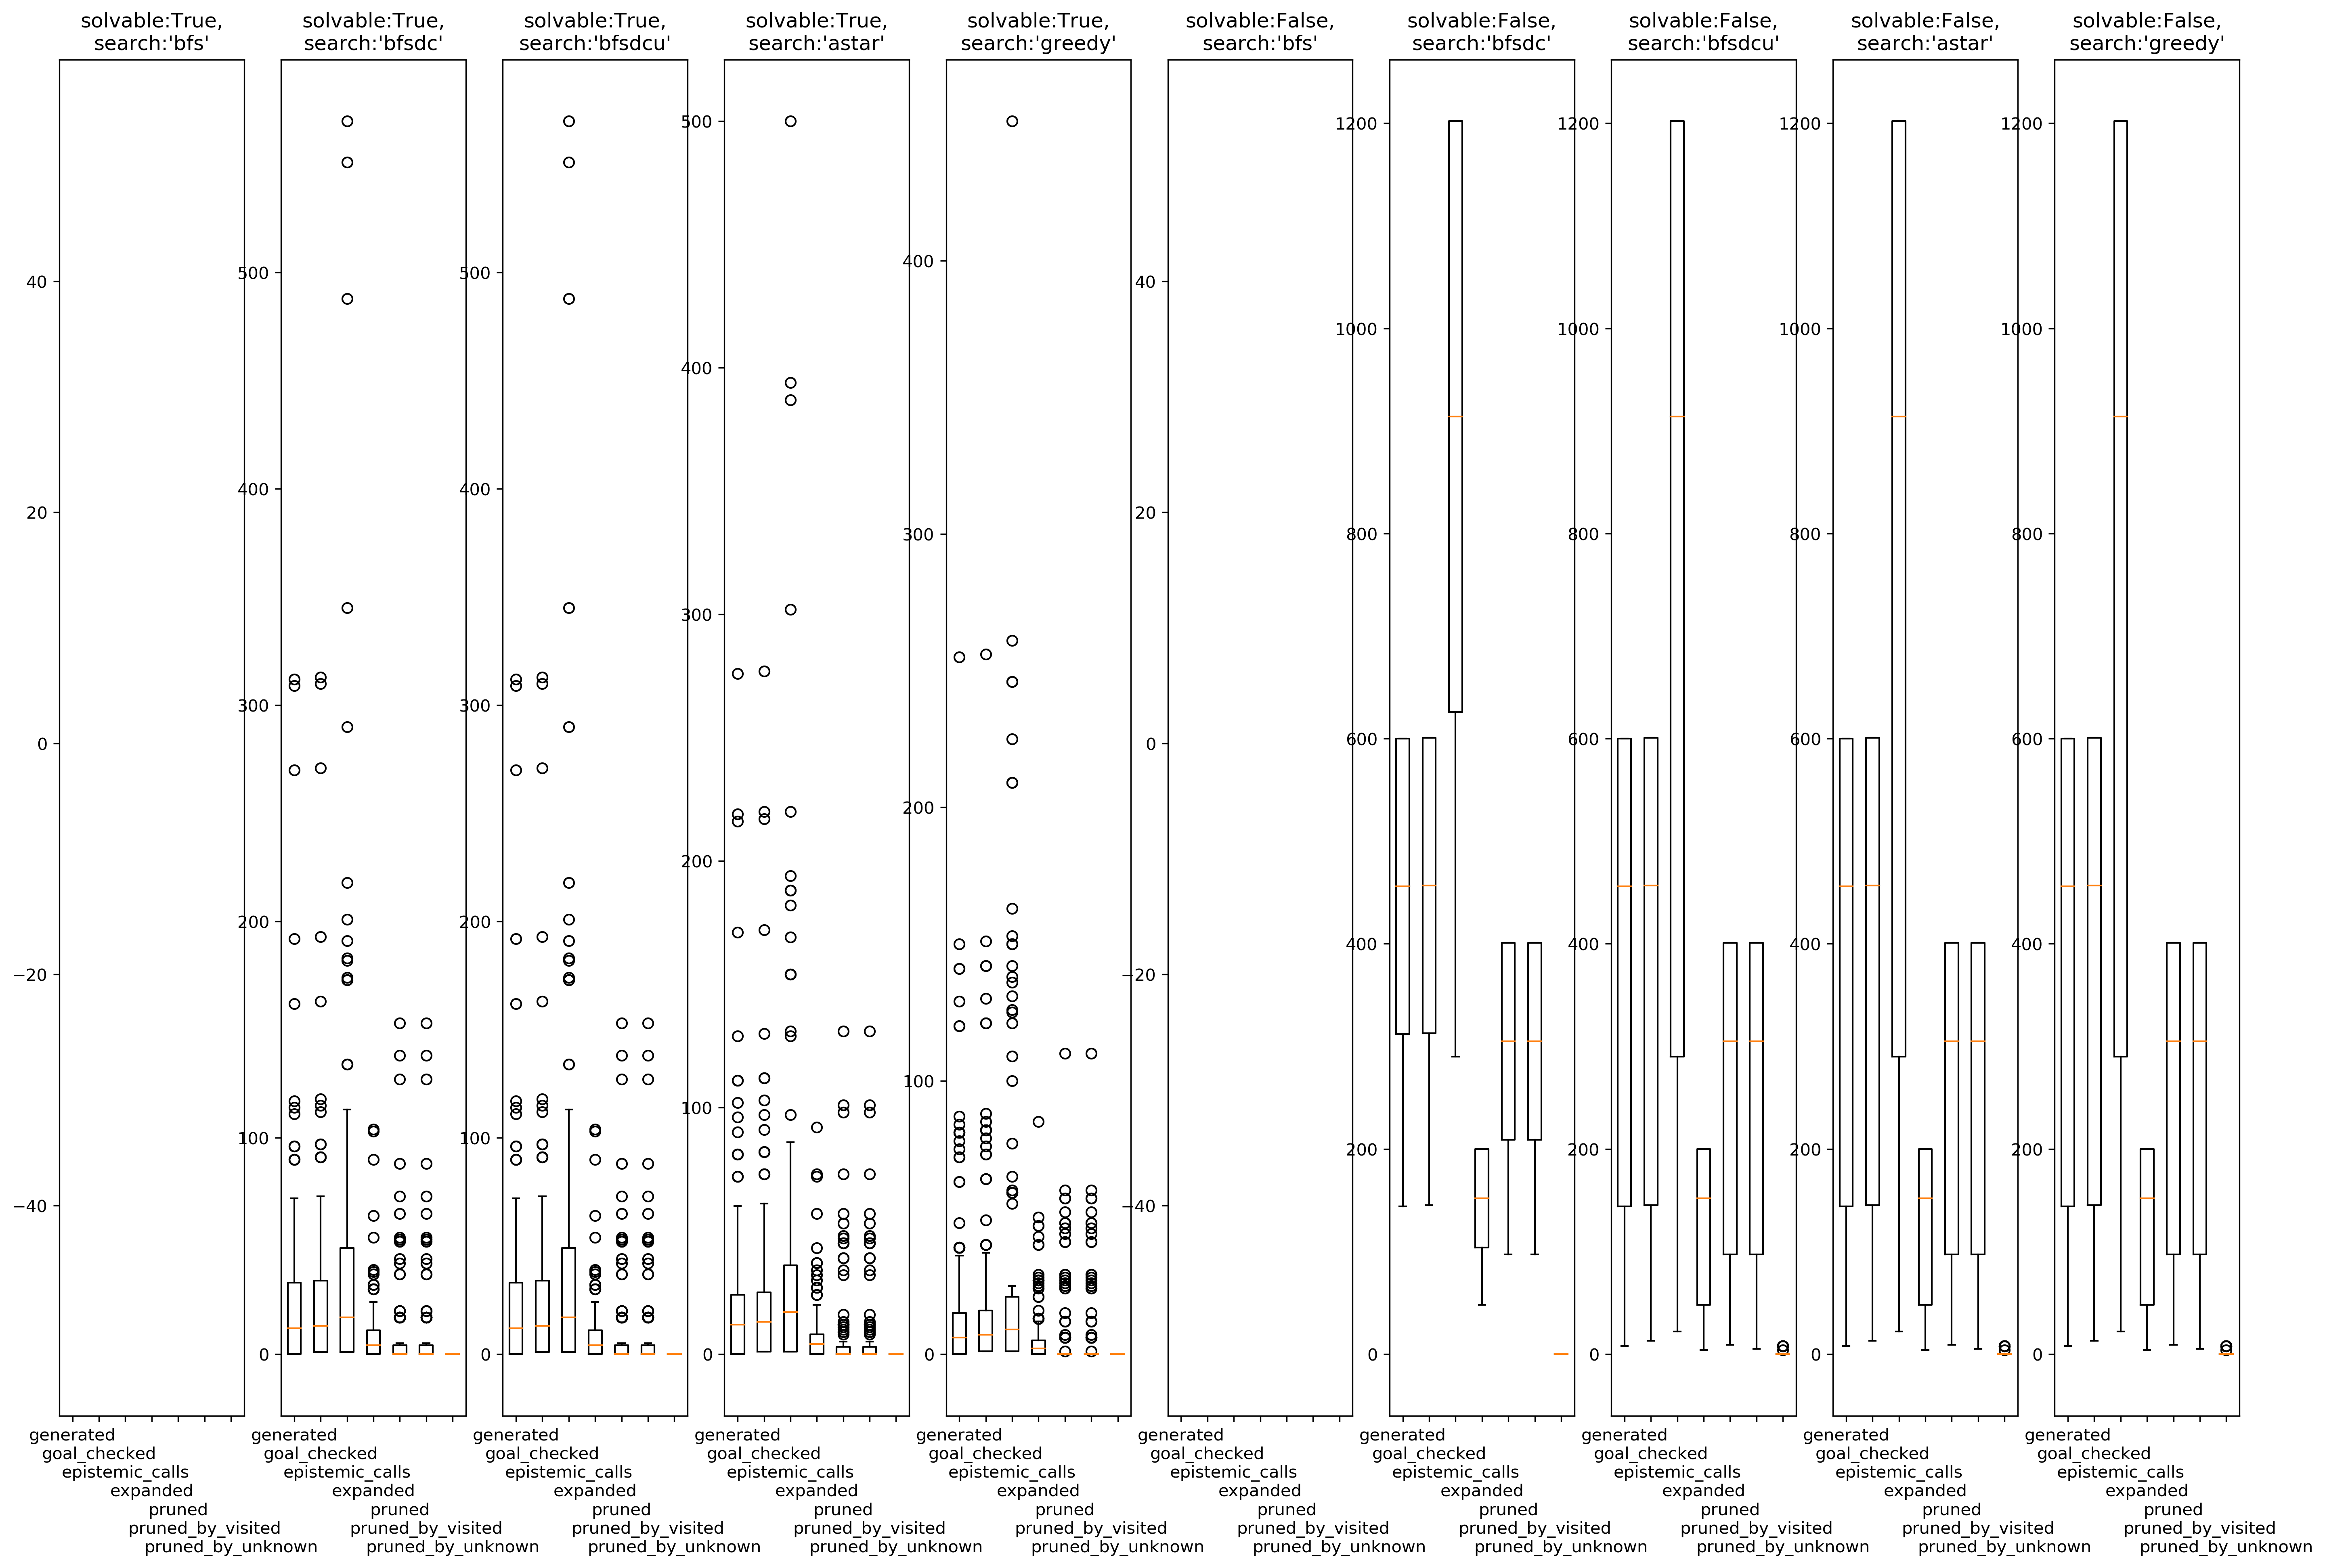 solvable:True,
search:'bfs'
solvable:True,
search:'bfsdc'
solvable:True,
search:'bfsdcu'
solvable:True,
search:'astar'
solvable:True,
search:'greedy'
solvable:False,
search:'bfs'
solvable:False,
search:'bfsdc'
solvable:False,
search:'bfsdcu'
solvable:False,
search:'astar'
solvable:False,
search:'greedy'
40
20
0
−20
−40
generated
goal_checked
epistemic_calls
expanded
pruned
pruned_by_visited
pruned_by_unknown
500
400
300
200
100
0
generated
goal_checked
epistemic_calls
expanded
pruned
pruned_by_visited
pruned_by_unknown
500
400
300
200
100
0
generated
goal_checked
epistemic_calls
expanded
pruned
pruned_by_visited
pruned_by_unknown
500
400
300
200
100
0
generated
goal_checked
epistemic_calls
expanded
pruned
pruned_by_visited
pruned_by_unknown
400
300
200
100
0
generated
goal_checked
epistemic_calls
expanded
pruned
pruned_by_visited
pruned_by_unknown
40
20
0
−20
−40
generated
goal_checked
epistemic_calls
expanded
pruned
pruned_by_visited
pruned_by_unknown
1200
1000
800
600
400
200
0
generated
goal_checked
epistemic_calls
expanded
pruned
pruned_by_visited
pruned_by_unknown
1200
1000
800
600
400
200
0
generated
goal_checked
epistemic_calls
expanded
pruned
pruned_by_visited
pruned_by_unknown
1200
1000
800
600
400
200
0
generated
goal_checked
epistemic_calls
expanded
pruned
pruned_by_visited
pruned_by_unknown
1200
1000
800
600
400
200
0
generated
goal_checked
epistemic_calls
expanded
pruned
pruned_by_visited
pruned_by_unknown